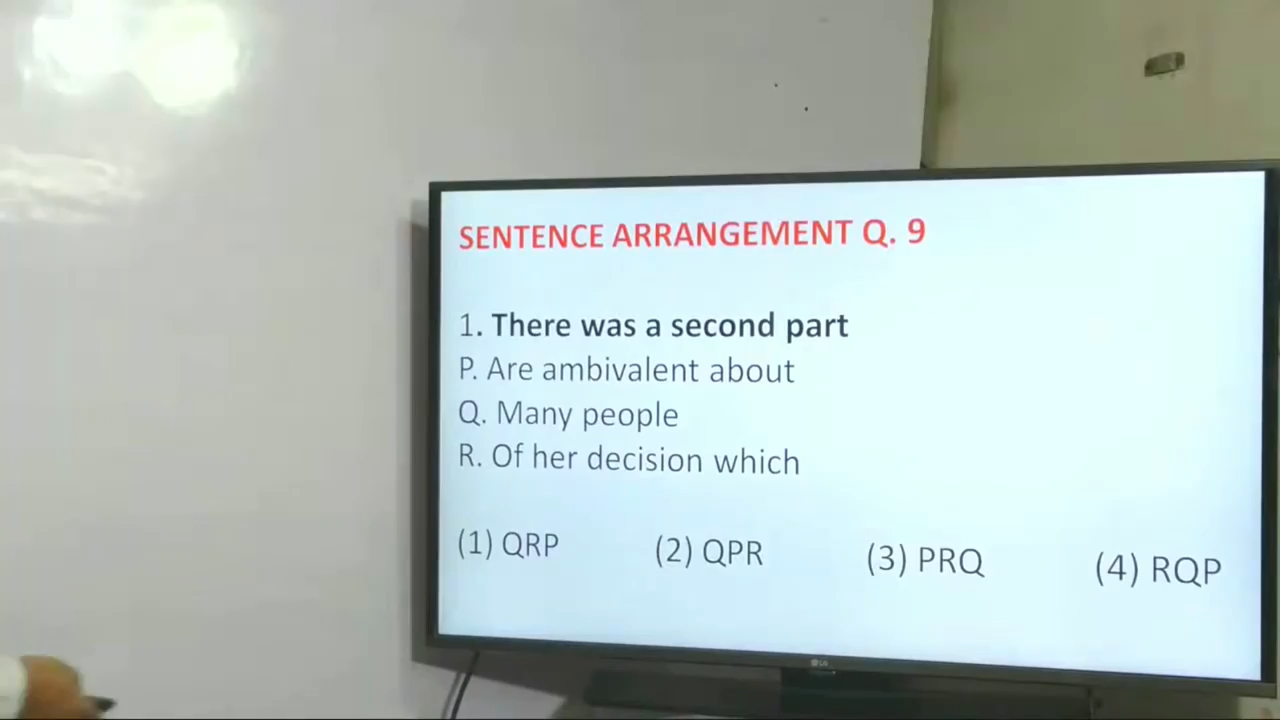 SENTENCE ARRANGEMENT Q. 9
1. There was a second part
P. Are ambivalent about
Q. Many people
R. Of her decision which
(1) QRP (2) QPR (3) PRQ (4) RQP
LG